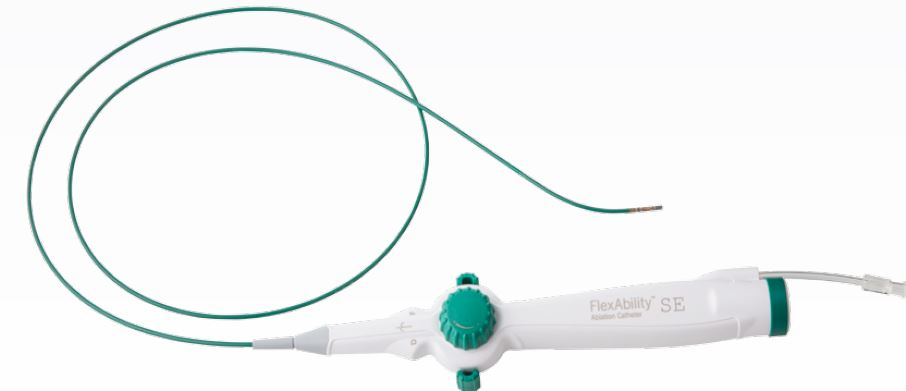 FlexAbility™ SE
Ablation Catheter